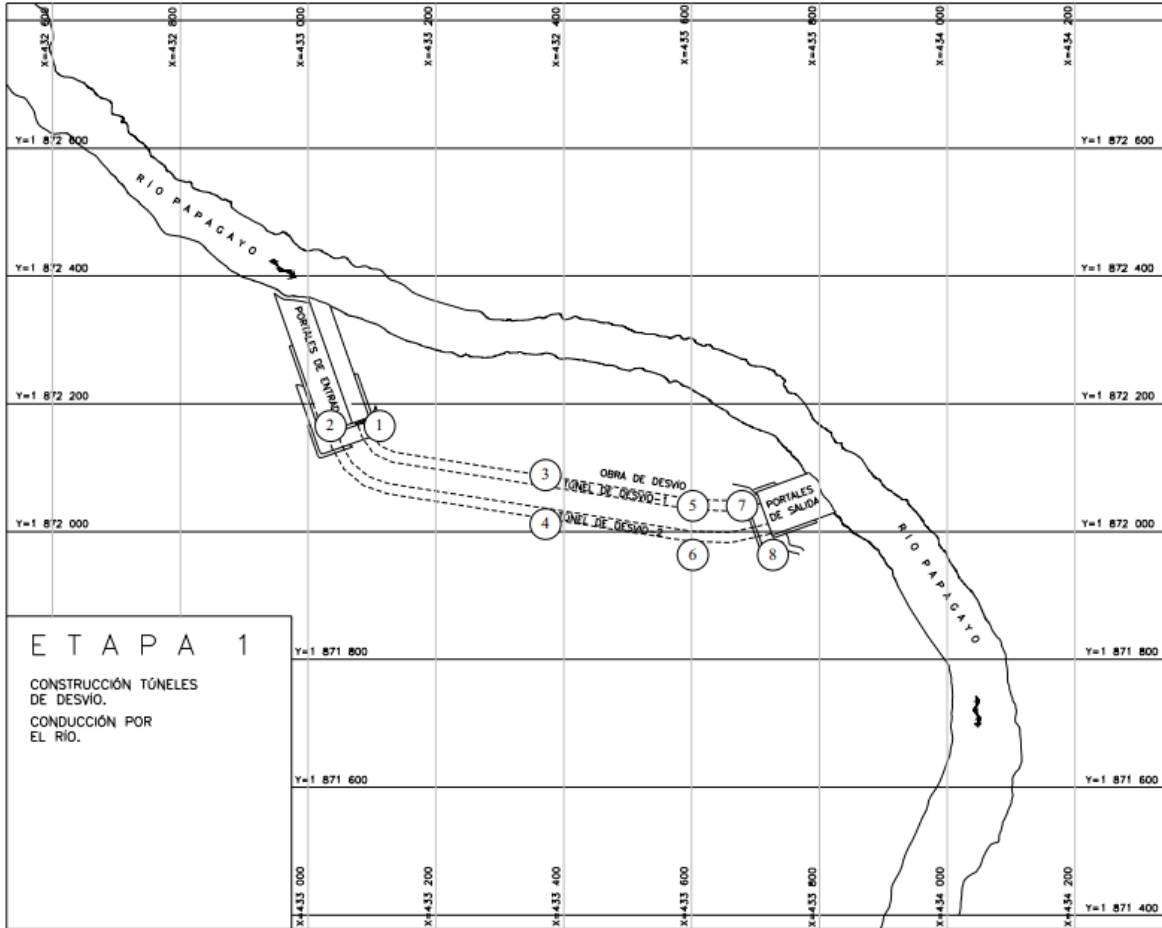 X=432 600
X=432 800
X=433 000
X=433 200
X=433 400
X=433 600
X=433 800
X=434 000
X=434 200
Y=1 872 600
Y=1 872 600
RÍO PAPAGAYO
Y=1 872 400
Y=1 872 400
PORTALES DE ENTRAD
Y=1 872 200
Y=1 872 200
2
1
3
OBRA DE DESVÍO
TUNEL DE DESVIO 1
5
7
PORTALES
DE SALIDA
Y=1 872 000
Y=1 872 000
4
UNEL DE DESVIO 2
6
8
RÍO PAPAGAYO
ETAPA 1
CONSTRUCCIÓN TÚNELES
DE DESVÍO.
CONDUCCIÓN POR
EL RÍO.
Y=1 871 800
Y=1 871 800
Y=1 871 600
Y=1 871 600
X=433 000
X=433 200
X=433 400
X=433 600
X=433 800
X=434 000
X=434 200
Y=1 871 400